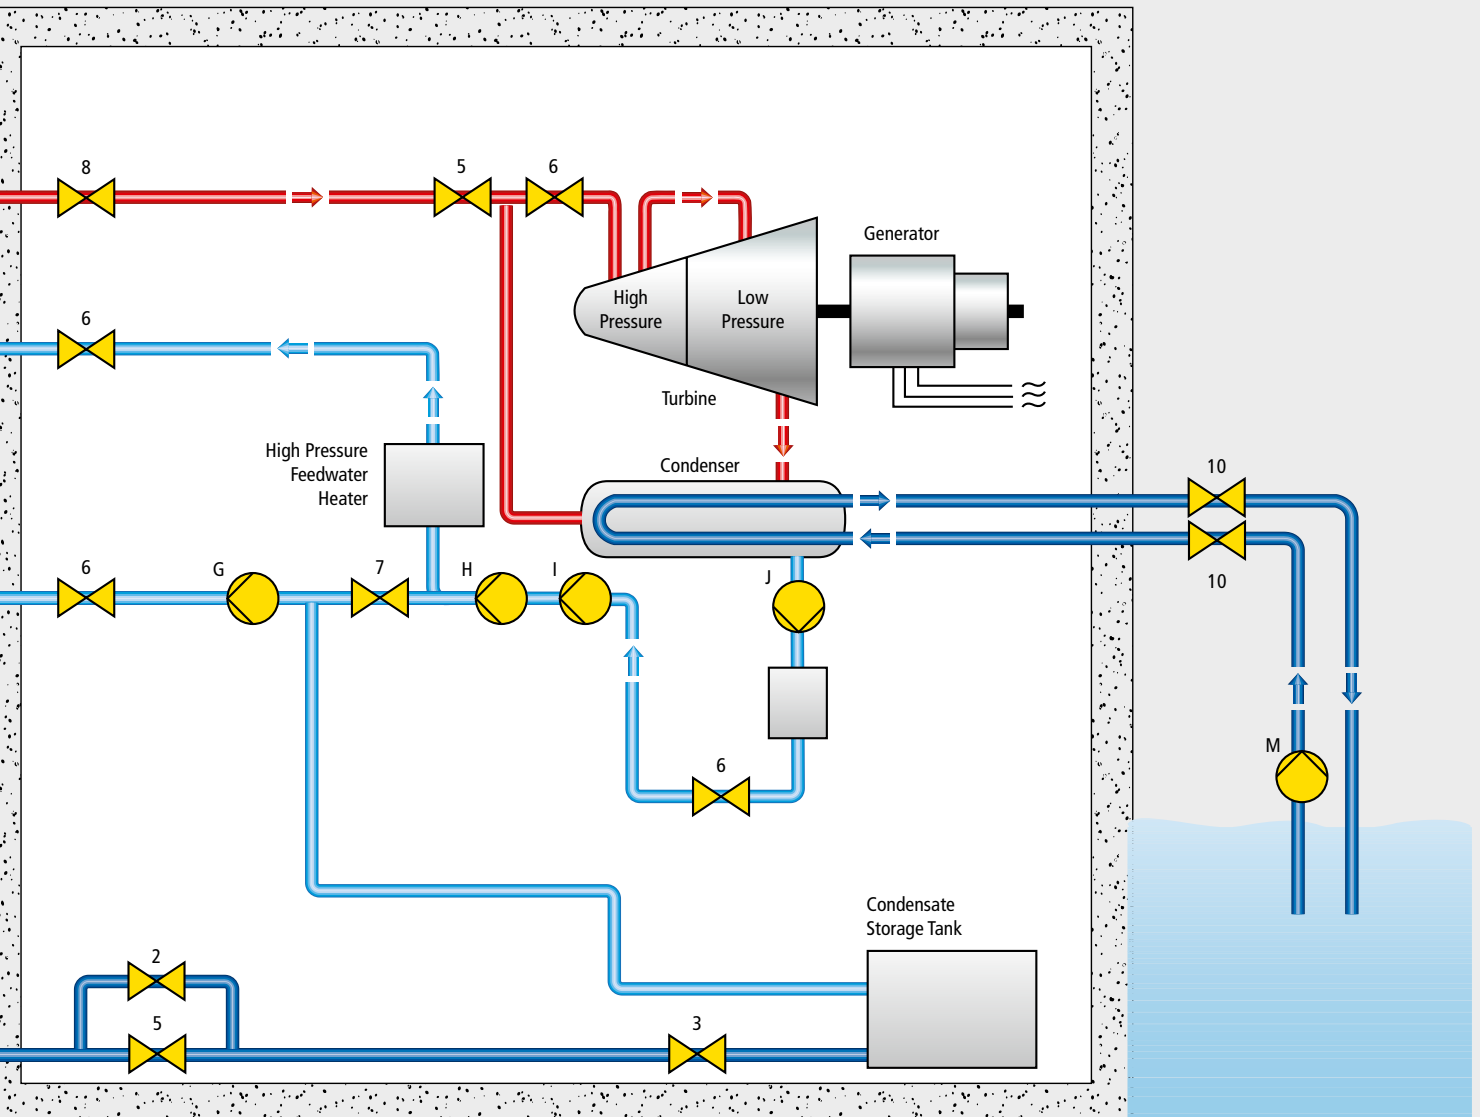 8
5
6
Generator
High
Pressure
Low
Pressure
6
Turbine
High Pressure
Feedwater
Heater
Condenser
10
10
6
G
7
H
I
J
M
6
Condensate
Storage Tank
2
5
3